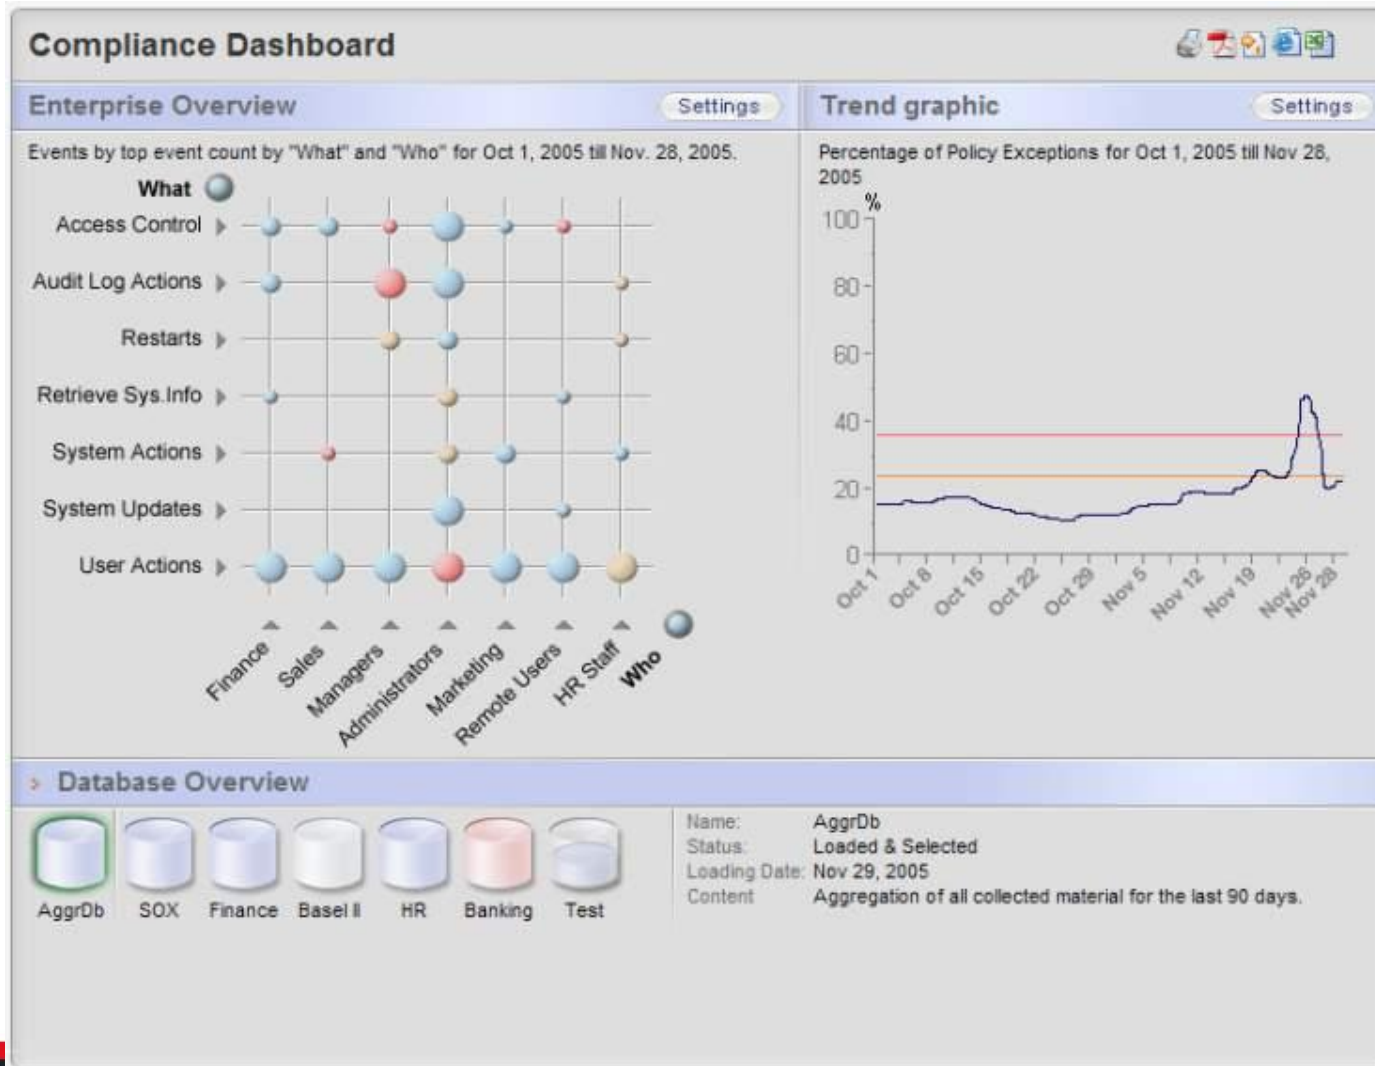 Compliance Dashboard
Enterprise Overview
Settings
Events by top event count by "What" and "Who" for Oct 1, 2005 till Nov. 28, 2005.
What
Access Control
Audit Log Actions
Restarts
Retrieve Sys.Info
System Actions
System Updates
User Actions
Finance
Sales
Managers
Administrators
Marketing
Remote Users
HR Staff
Who
Trend graphic
Settings
Percentage of Policy Exceptions for Oct 1, 2005 till Nov 28,
2005
%
100
80
60
40
20
0
Oct 1
Oct 8
Oct 15
Oct 22
Oct 29
Nov 5
Nov 12
Nov 19
Nov 26
Nov 28
Database Overview
AggrDb
SOX
Finance
Basel II
HR
Banking
Test
Name: AggrDb
Status: Loaded & Selected
Loading Date: Nov 29, 2005
Content Aggregation of all collected material for the last 90 days.